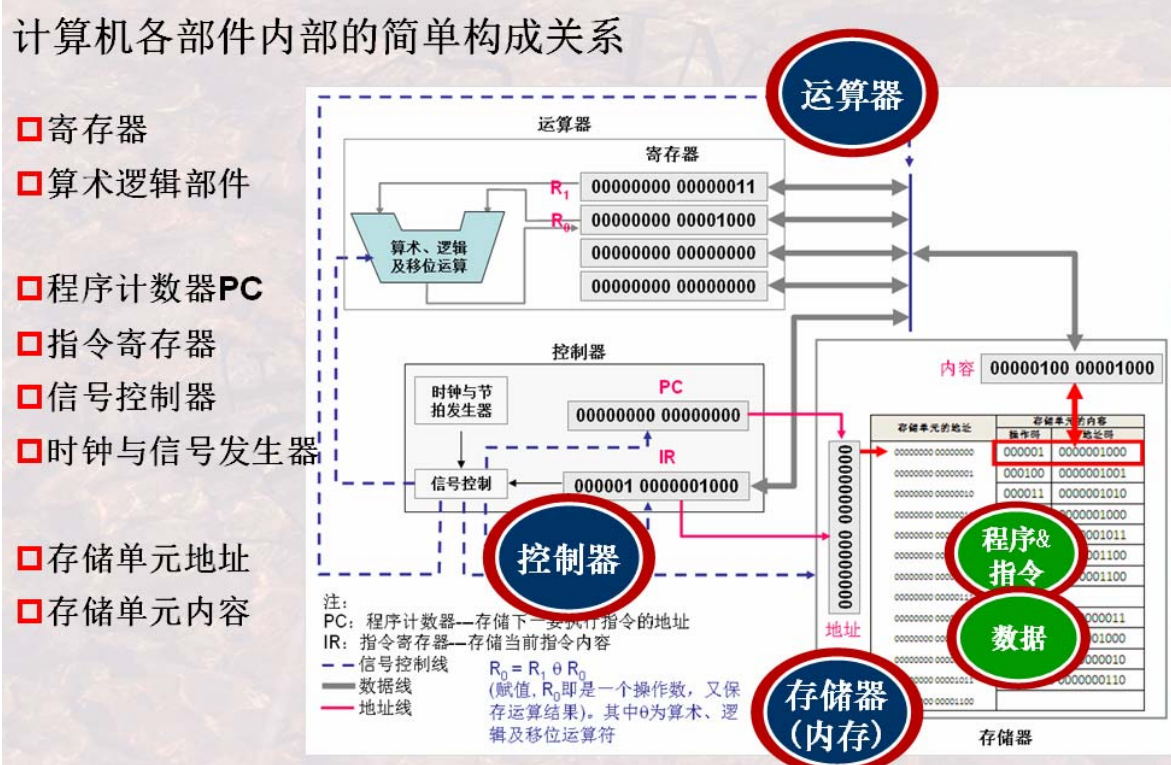 计算机各部件内部的简单构成关系
寄存器
算术逻辑部件
程序计数器PC
指令寄存器
信号控制器
时钟与信号发生器
存储单元地址
存储单元内容
运算器
运算器
寄存器
R1
00000000 00000011
R0
00000000 00001000
00000000 00000000
00000000 00000000
算术、逻辑
及移位运算
控制器
时钟与节
拍发生器
PC
00000000 00000000
IR
信号控制
000001 0000001000
控制器
内容
00000100 00001000
存储单元的地址
存储单元的内容
操作码
地址码
00000000 00000000
000001 0000001000
00000000 00000001
000100 0000001001
00000000 00000010
000011 0000001010
0000001000
程序&
指令
数据
00000000 00001011
0000000110
00000000 00000000
地址
存储器
(内存)
存储器
注:
PC: 程序计数器---存储下一要执行指令的地址
IR: 指令寄存器---存储当前指令内容
信号控制线
数据线
地址线
R0 = R1 θ R0
(赋值, R0即是一个操作数, 又保
存运算结果)。其中θ为算术、逻
辑及移位运算符